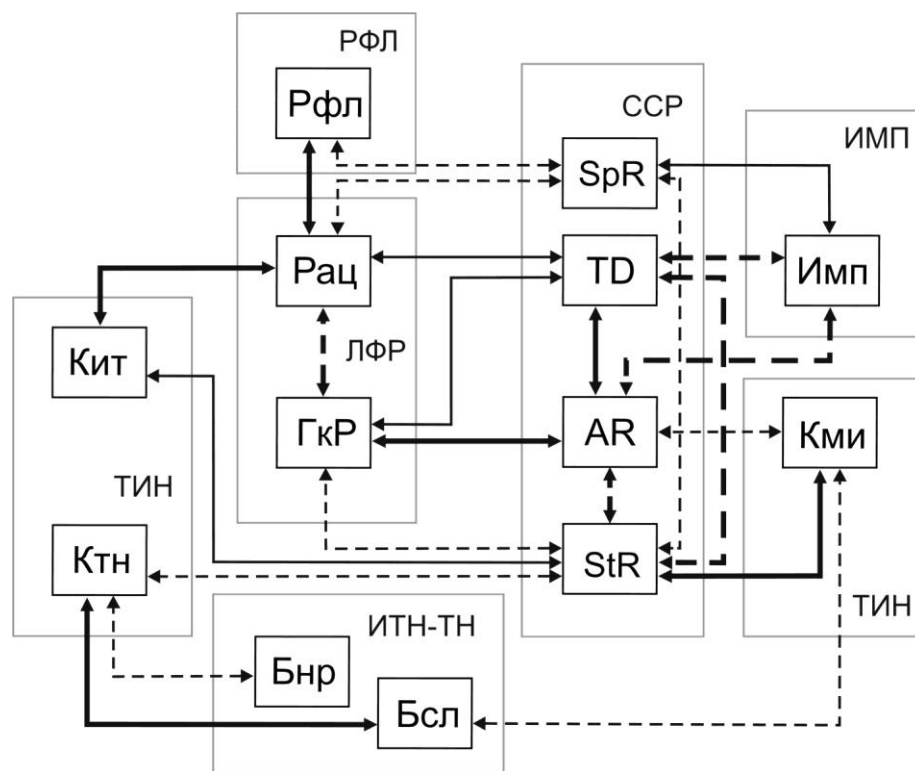 РФЛ
Рфл
ССР
SpR
ИМП
Имп
Рац
TD
ЛФР
ГкР
AR
StR
Кит
ТИН
Ктн
Кми
ТИН
ИТН-ТН
Бнр
Бсл